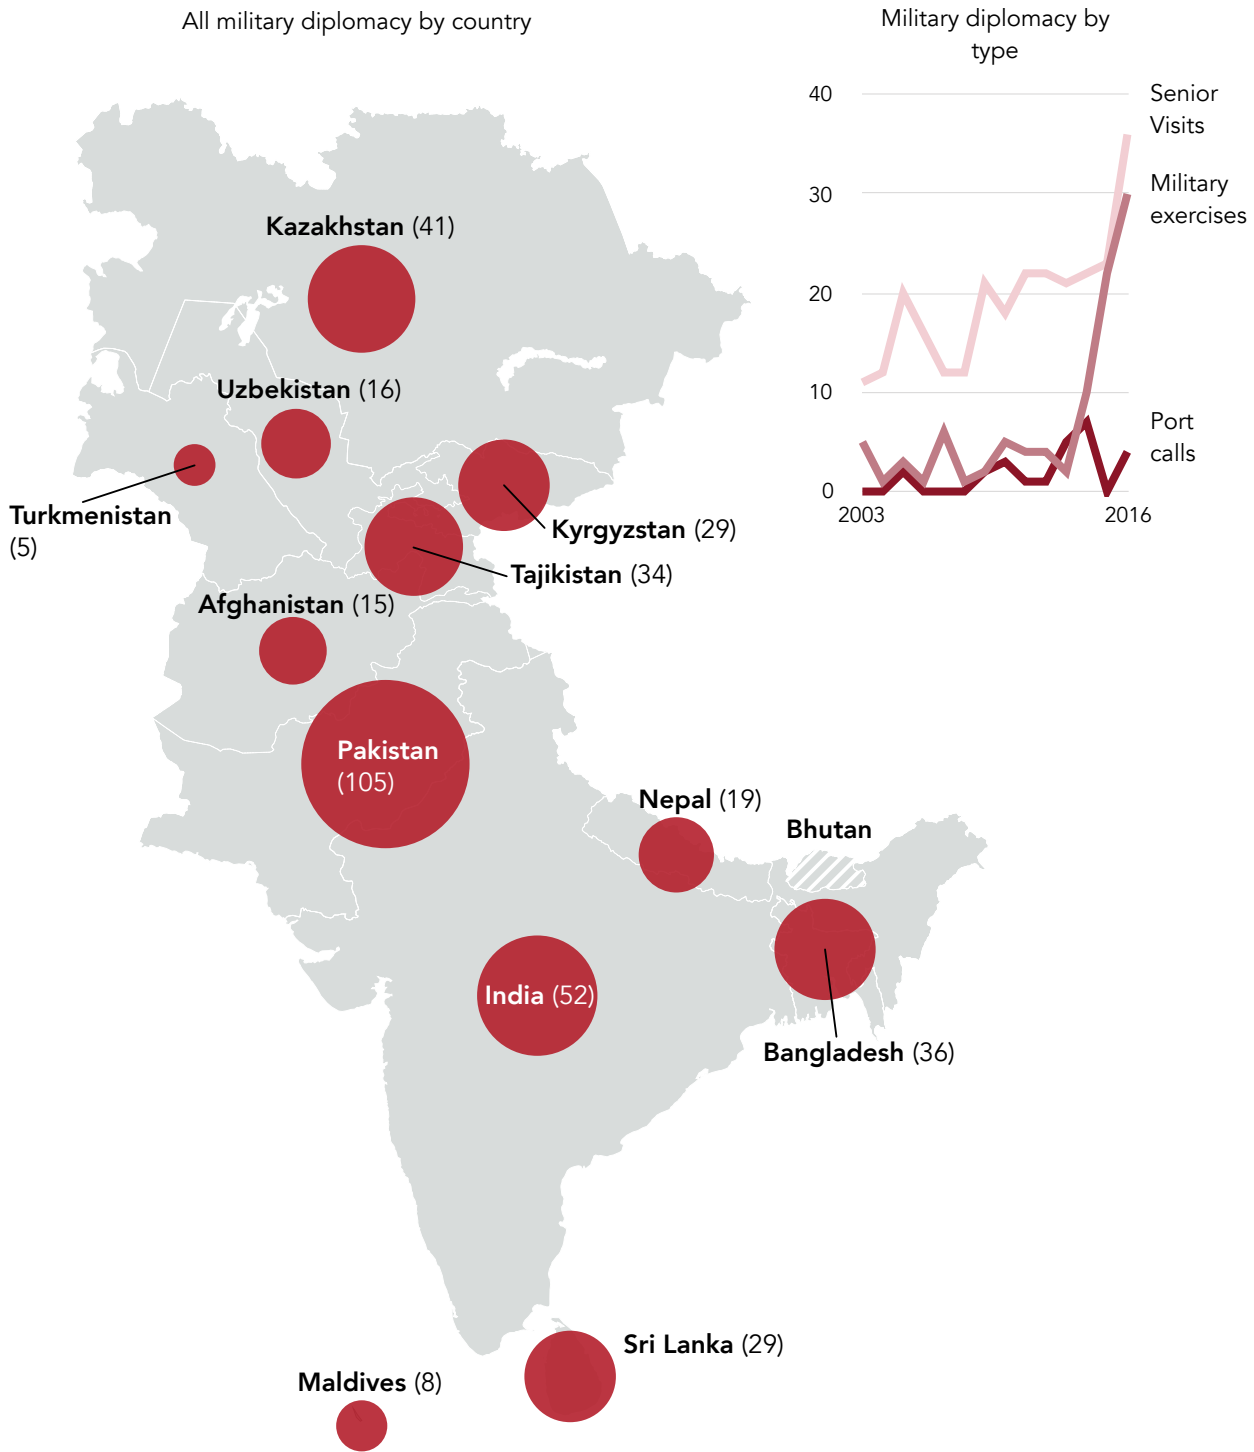 All military diplomacy by country
Military diplomacy by
type
40
30
20
10
0
2003
2016
Senior
Visits
Military
exercises
Port
calls
Kazakhstan (41)
Uzbekistan (16)
Turkmenistan
(5)
Kyrgyzstan (29)
Tajikistan (34)
Afghanistan (15)
Pakistan
(105)
Nepal (19)
Bhutan
India (52)
Bangladesh (36)
Sri Lanka (29)
Maldives (8)